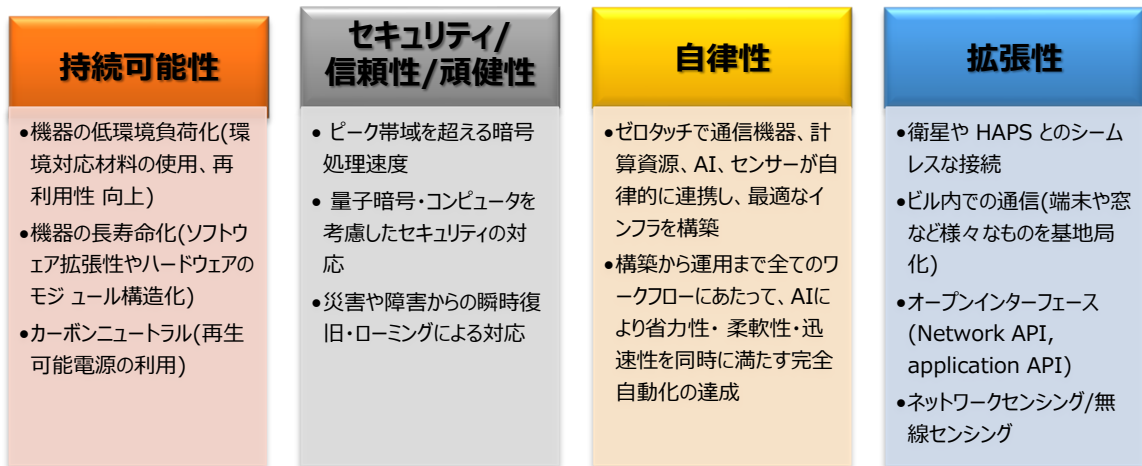 持続可能性
•機器の低環境負荷化(環
境対応材料の使用、再
利用性 向上)
•機器の長寿命化(ソフトウ
ェア拡張性やハードウェアの
モジ ュール構造化)
•カーボンニュートラル(再生
可能電源の利用)
セキュリティ/
信頼性/頑健性
• ピーク帯域を超える暗号
処理速度
• 量子暗号・コンピュータを
考慮したセキュリティの対
応
•災害や障害からの瞬時復
旧・ローミングによる対応
自律性
•ゼロタッチで通信機器、計
算資源、AI、センサーが自
律的に連携し、最適なイ
ンフラを構築
•構築から運用まで全てのワ
ークフローにあたって、AIに
より省力性・ 柔軟性・迅
速性を同時に満たす完全
自動化の達成
拡張性
•衛星や HAPS とのシーム
レスな接続
•ビル内での通信(端末や窓
など様々なものを基地局
化)
•オープンインターフェース
(Network API,
application API)
•ネットワークセンシング/無
線センシング